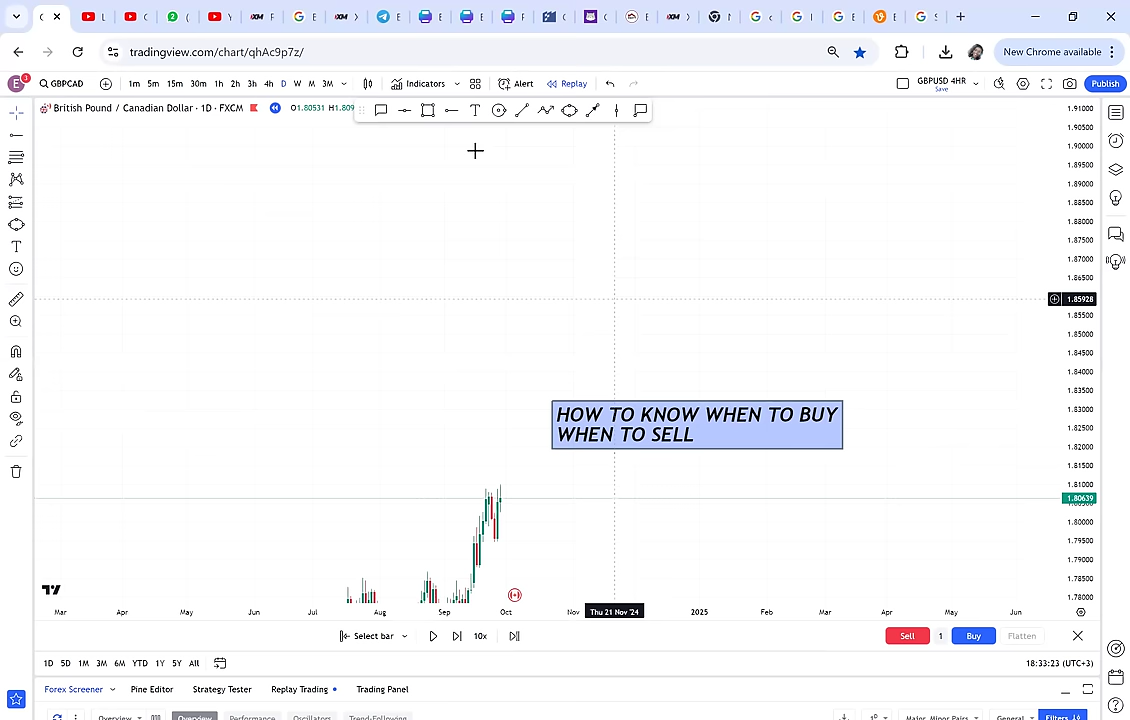 L
C
(
Y
F
E
X
E
E
E
F
C
C
E
X
N
c
I
E
E
S
tradingview.com/chart/qhAc9p7z/
New Chrome available
E
1
GBPCAD
1m 5m 15m 30m 1h 2h 3h 4h D W M 3M
Indicators
Alert
Replay
GBPUSD 4HR
Save
Publish
British Pound / Canadian Dollar · 1D · FXCM
O1.80531 H1.809
1.91000
1.90500
1.90000
1.89500
1.89000
1.88500
1.88000
1.87500
1.87000
1.86500
1.85928
1.85500
1.85000
1.84500
1.84000
1.83500
1.83000
1.82500
1.82000
1.81500
1.81000
1.80639
1.80000
1.79500
1.79000
1.78500
1.78000
HOW TO KNOW WHEN TO BUY
WHEN TO SELL
Mar Apr May Jun Jul Aug Sep Oct Nov Thu 21 Nov '24 2025 Feb Mar Apr May Jun
Select bar
10x
Sell
1
Buy
Flatten
1D 5D 1M 3M 6M YTD 1Y 5Y All
18:33:23 (UTC+3)
Forex Screener
Pine Editor
Strategy Tester
Replay Trading
Trading Panel
Overview
Overview
Performance
Oscillators
Trend-Following
1D
Major, Minor Pairs
General
Filters